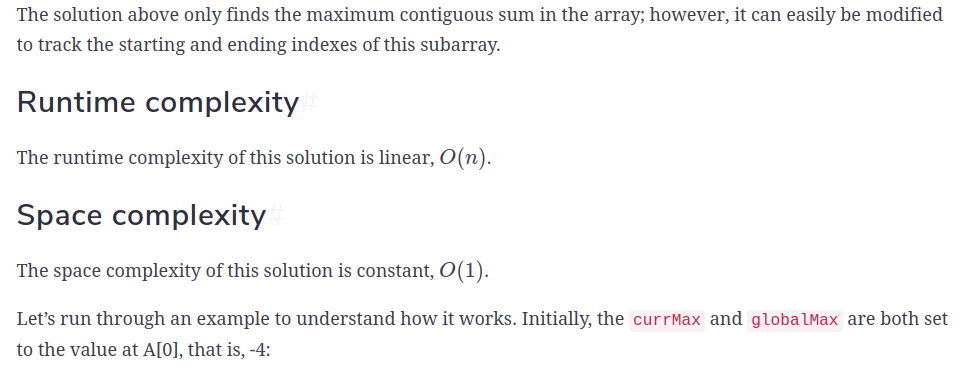 The solution above only finds the maximum contiguous sum in the array; however, it can easily be modified
to track the starting and ending indexes of this subarray.
Runtime complexity#
The runtime complexity of this solution is linear, O(n).
Space complexity#
The space complexity of this solution is constant, O(1).
Let’s run through an example to understand how it works. Initially, the currMax and globalMax are both set
to the value at A[0], that is, -4: